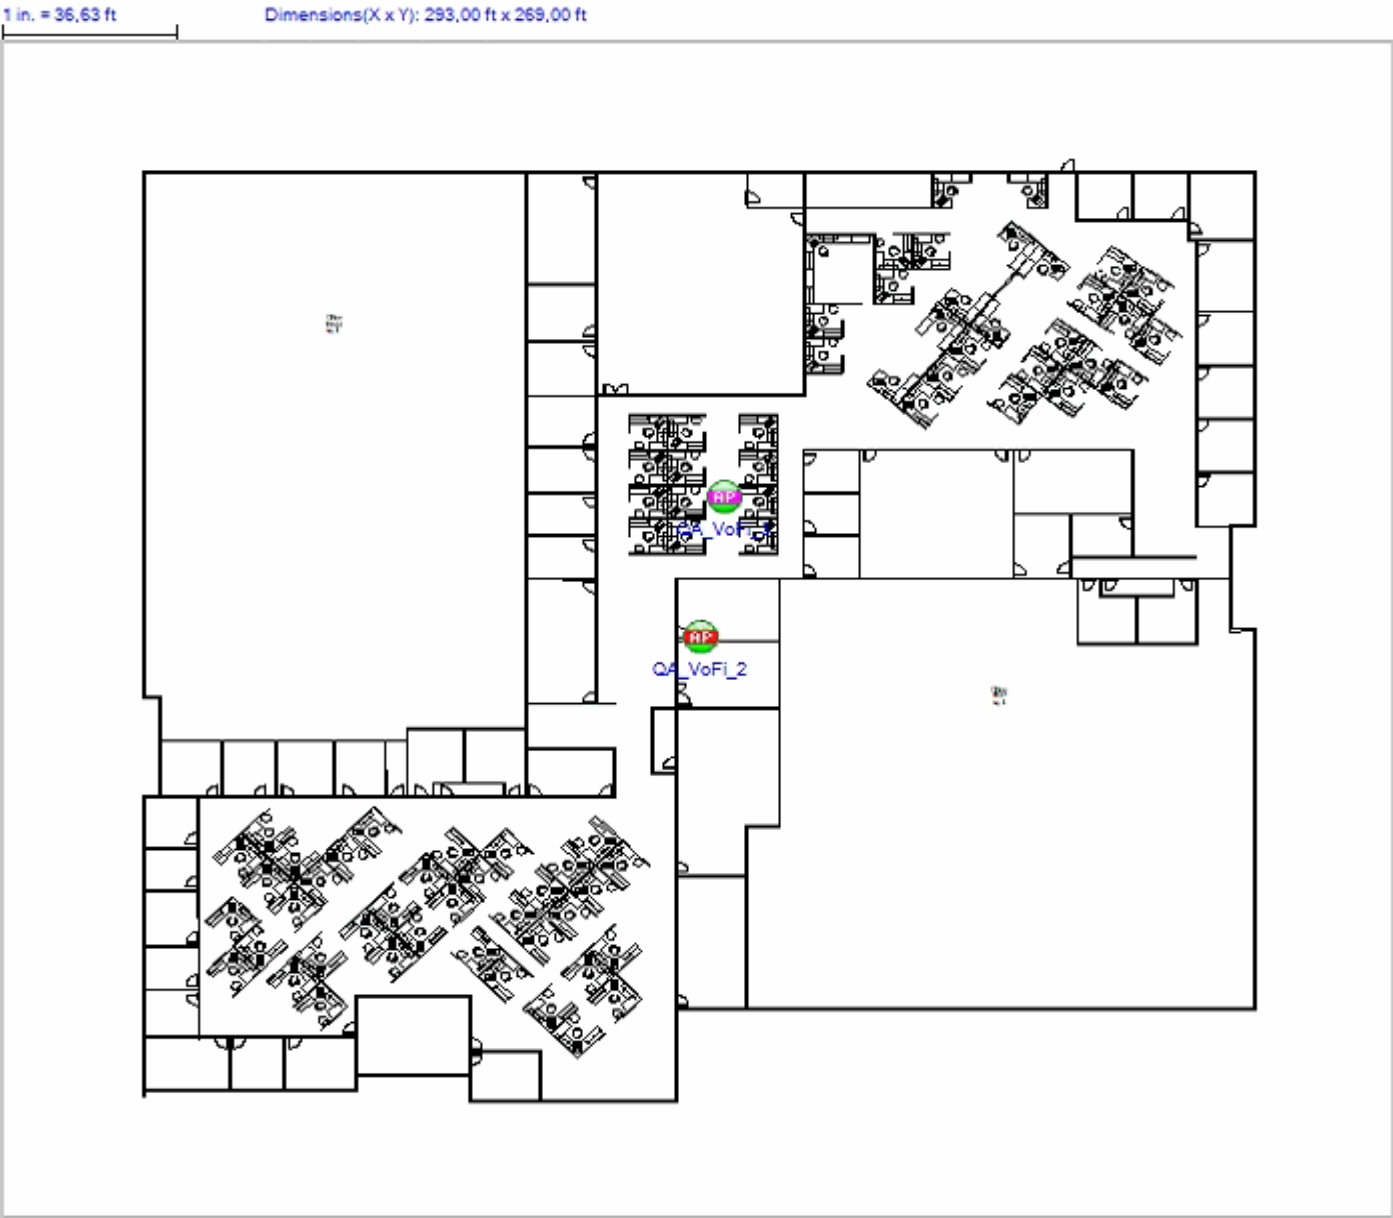 1 in. = 36,63 ft
Dimensions(X x Y): 293,00 ft x 269,00 ft
AP
AP
QA_VoFi_2